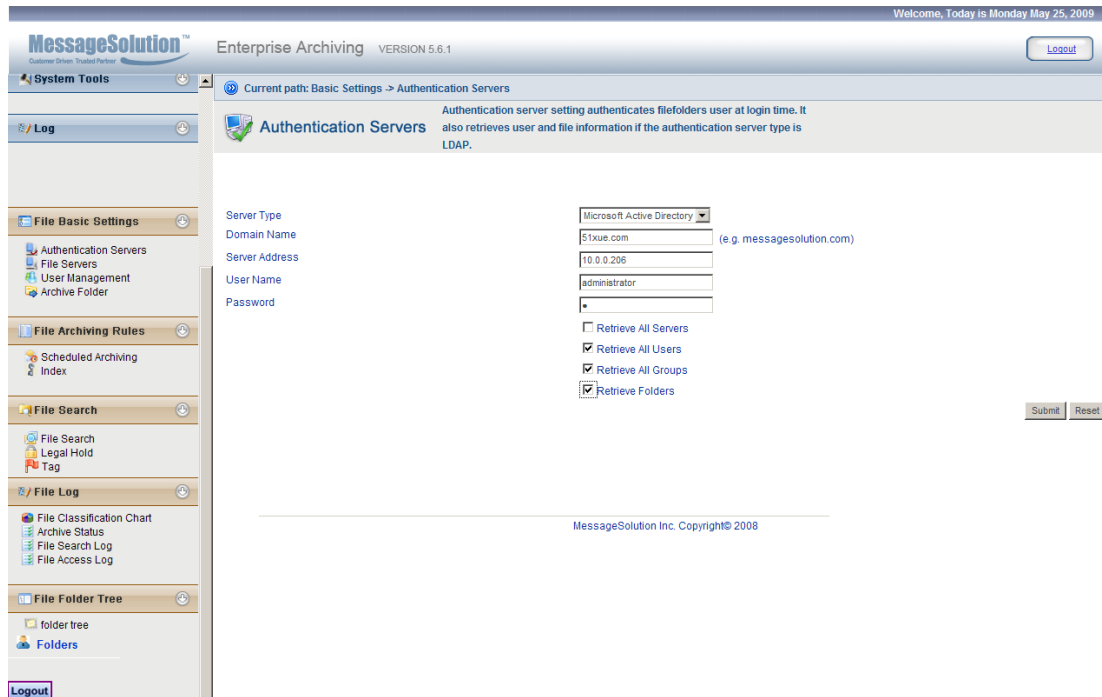 Welcome, Today is Monday May 25, 2009
MessageSolution™
Customer Driven Trusted Partner
Enterprise Archiving VERSION 5.6.1
Logout
System Tools
Log
File Basic Settings
Authentication Servers
File Servers
User Management
Archive Folder
File Archiving Rules
Scheduled Archiving
Index
File Search
File Search
Legal Hold
Tag
File Log
File Classification Chart
Archive Status
File Search Log
File Access Log
File Folder Tree
folder tree
Folders
Logout
Current path: Basic Settings -> Authentication Servers
Authentication Servers
Authentication server setting authenticates filefolders user at login time. It
also retrieves user and file information if the authentication server type is
LDAP.
Server Type Microsoft Active Directory
Domain Name 51xue.com (e.g. messagesolution.com)
Server Address 10.0.0.206
User Name administrator
Password
Retrieve All Servers
Retrieve All Users
Retrieve All Groups
Retrieve Folders
Submit Reset
MessageSolution Inc. Copyright© 2008